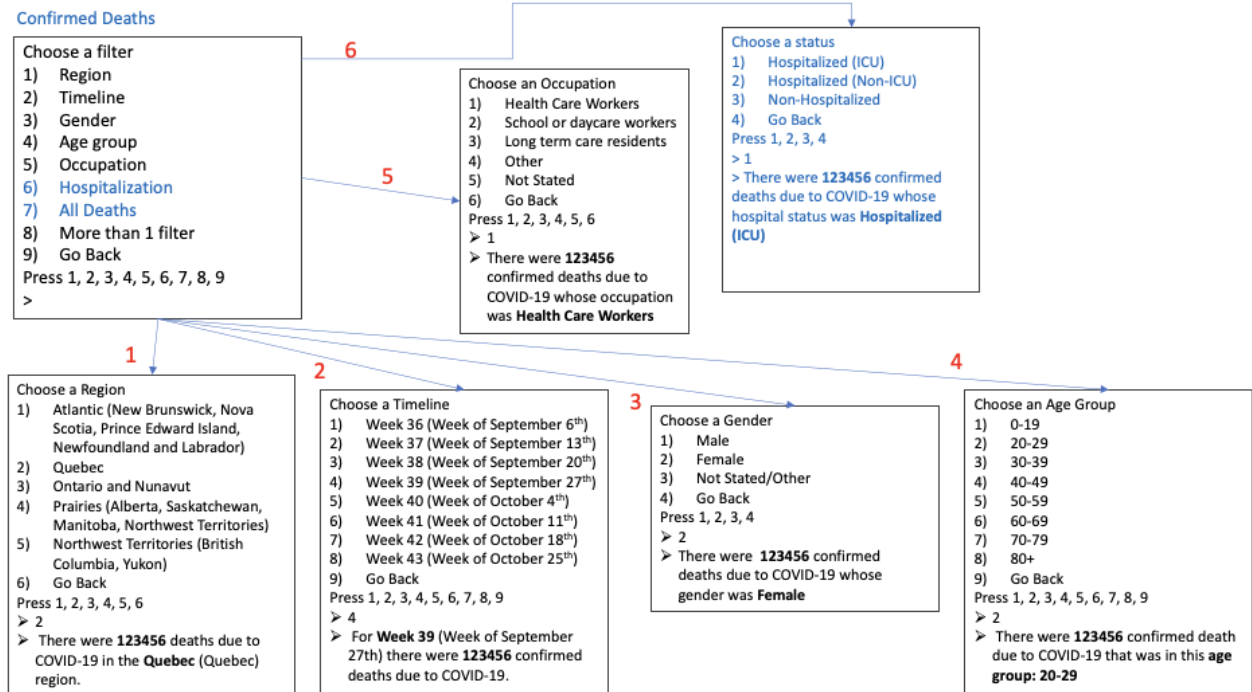 Confirmed Deaths
Choose a filter
1) Region
2) Timeline
3) Gender
4) Age group
5) Occupation
6) Hospitalization
7) All Deaths
8) More than 1 filter
9) Go Back
Press 1, 2, 3, 4, 5, 6, 7, 8, 9
>
6
5
Choose an Occupation
1) Health Care Workers
2) School or daycare workers
3) Long term care residents
4) Other
5) Not Stated
6) Go Back
Press 1, 2, 3, 4, 5, 6
➢ 1
➢ There were 123456
confirmed deaths due to
COVID-19 whose occupation
was Health Care Workers
Choose a status
1) Hospitalized (ICU)
2) Hospitalized (Non-ICU)
3) Non-Hospitalized
4) Go Back
Press 1, 2, 3, 4
> 1
> There were 123456 confirmed
deaths due to COVID-19 whose
hospital status was Hospitalized
(ICU)
1
Choose a Region
1) Atlantic (New Brunswick, Nova
Scotia, Prince Edward Island,
Newfoundland and Labrador)
2) Quebec
3) Ontario and Nunavut
4) Prairies (Alberta, Saskatchewan,
Manitoba, Northwest Territories)
5) Northwest Territories (British
Columbia, Yukon)
6) Go Back
Press 1, 2, 3, 4, 5, 6
➢ 2
➢ There were 123456 deaths due to
COVID-19 in the Quebec (Quebec)
region.
2
Choose a Timeline
1) Week 36 (Week of September 6th)
2) Week 37 (Week of September 13th)
3) Week 38 (Week of September 20th)
4) Week 39 (Week of September 27th)
5) Week 40 (Week of October 4th)
6) Week 41 (Week of October 11th)
7) Week 42 (Week of October 18th)
8) Week 43 (Week of October 25th)
9) Go Back
Press 1, 2, 3, 4, 5, 6, 7, 8, 9
➢ 4
➢ For Week 39 (Week of September
27th) there were 123456 confirmed
deaths due to COVID-19.
3
Choose a Gender
1) Male
2) Female
3) Not Stated/Other
4) Go Back
Press 1, 2, 3, 4
➢ 2
➢ There were 123456 confirmed
deaths due to COVID-19 whose
gender was Female
4
Choose an Age Group
1) 0-19
2) 20-29
3) 30-39
4) 40-49
5) 50-59
6) 60-69
7) 70-79
8) 80+
9) Go Back
Press 1, 2, 3, 4, 5, 6, 7, 8, 9
➢ 2
➢ There were 123456 confirmed death
due to COVID-19 that was in this age
group: 20-29